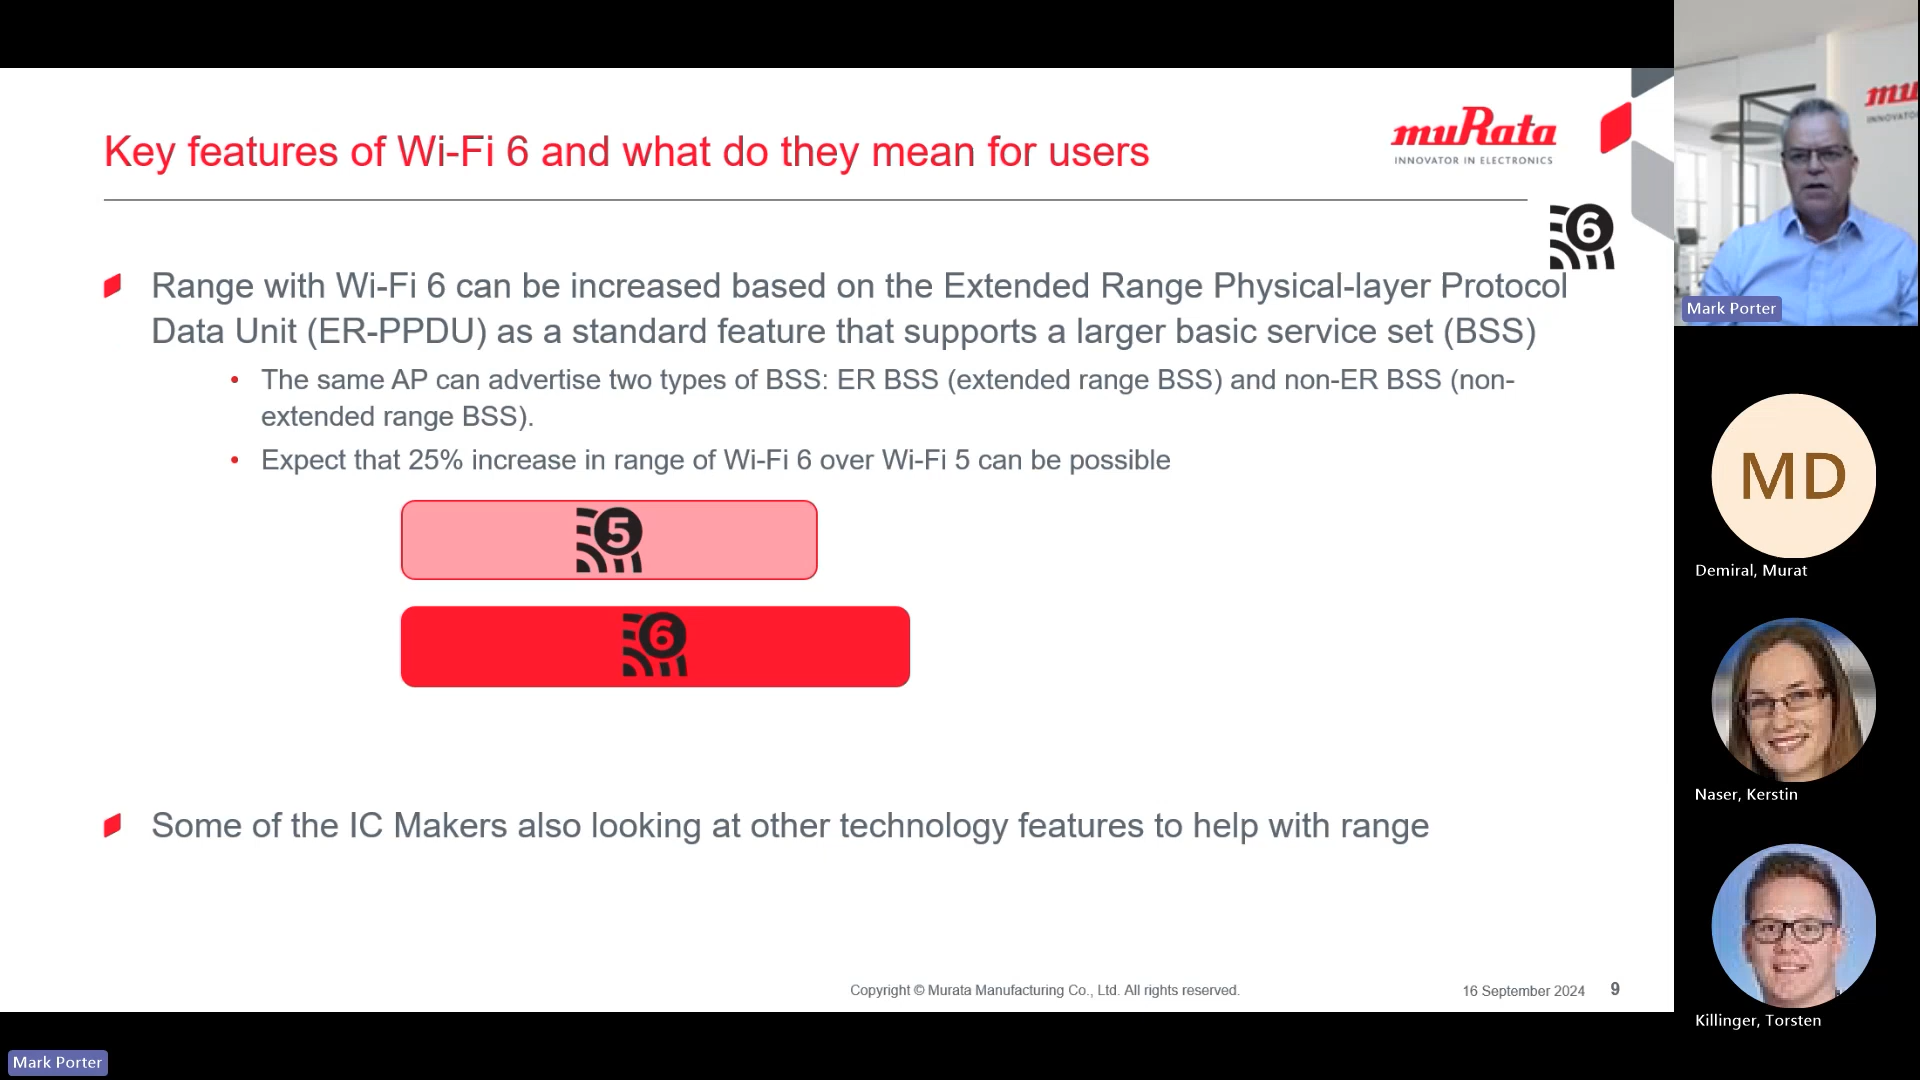 Key features of Wi-Fi 6 and what do they mean for users
muRata
INNOVATOR IN ELECTRONICS
6
Range with Wi-Fi 6 can be increased based on the Extended Range Physical-layer Protocol
Data Unit (ER-PPDU) as a standard feature that supports a larger basic service set (BSS)
• The same AP can advertise two types of BSS: ER BSS (extended range BSS) and non-ER BSS (non-
extended range BSS).
• Expect that 25% increase in range of Wi-Fi 6 over Wi-Fi 5 can be possible
5
6
Some of the IC Makers also looking at other technology features to help with range
Copyright © Murata Manufacturing Co., Ltd. All rights reserved.
16 September 2024
9
Mark Porter
mu
INNOVATO
Mark Porter
MD
Demiral, Murat
Naser, Kerstin
Killinger, Torsten